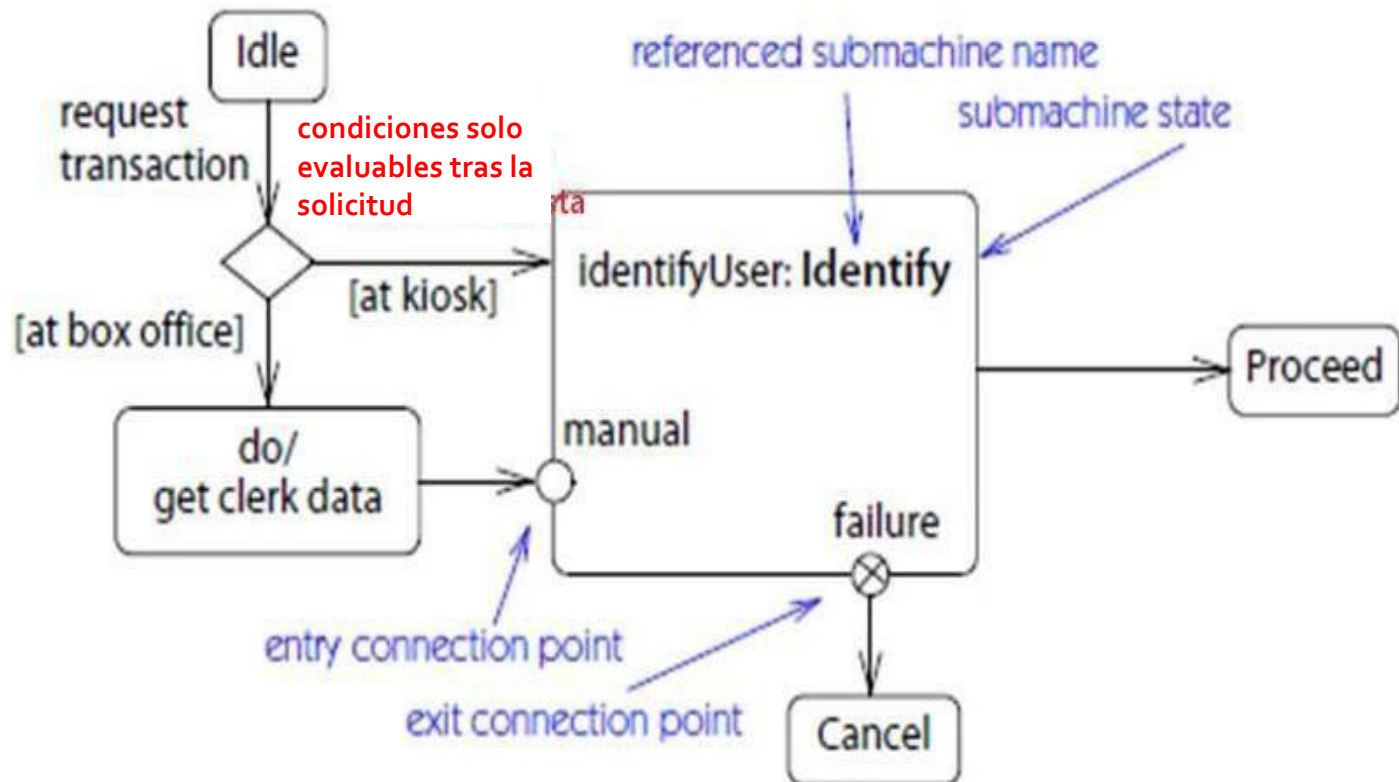 Idle
referenced submachine name
submachine state
request
transaction
condiciones solo
evaluables tras la
solicitud
identifyUser: Identify
[at kiosk]
[at box office]
Proceed
manual
do/
get clerk data
failure
entry connection point
exit connection point
Cancel